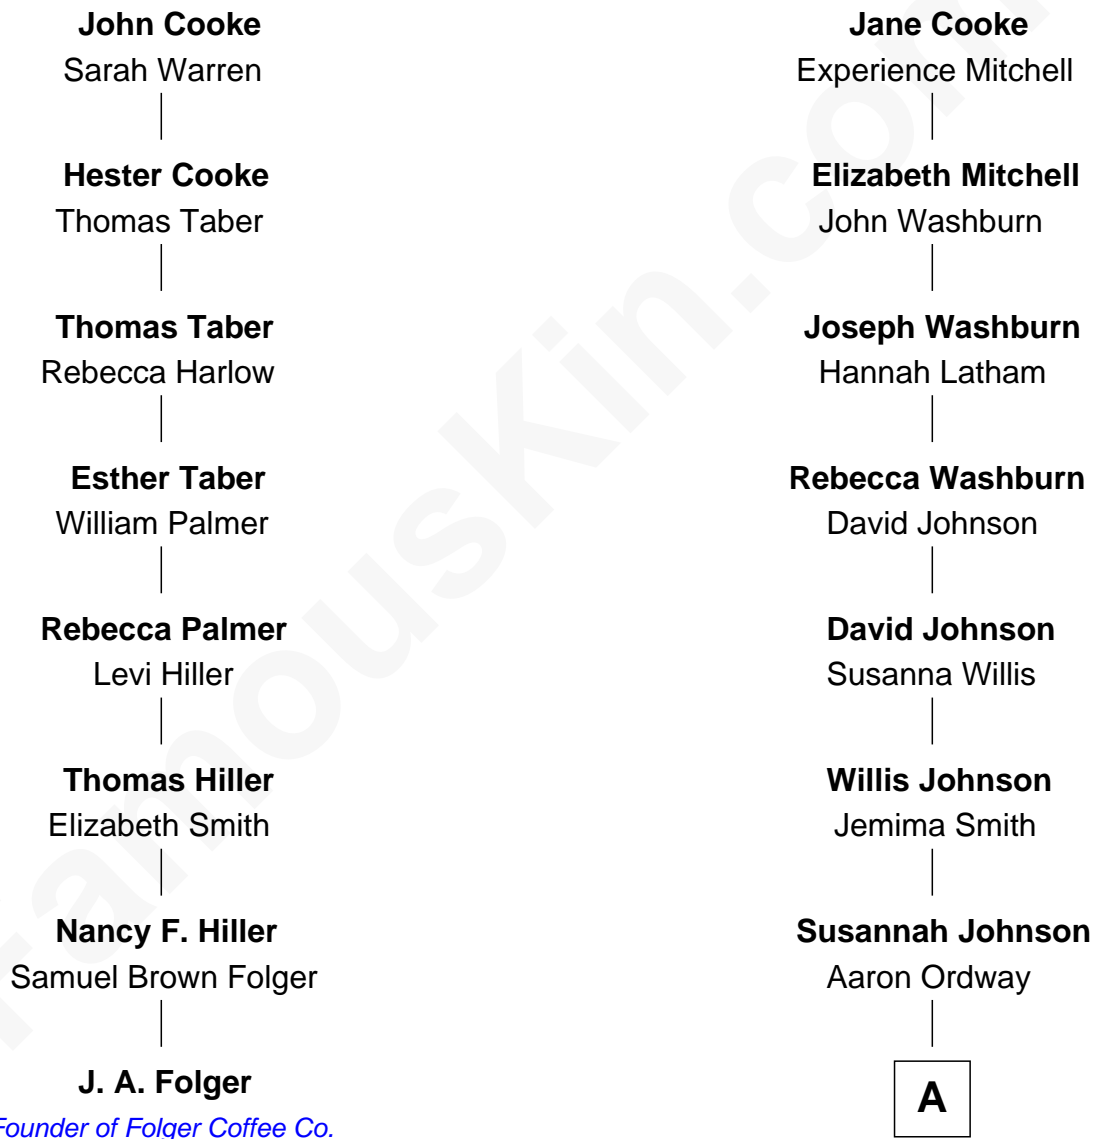 John Cooke
Sarah Warren
Hester Cooke
Thomas Taber
Thomas Taber
Rebecca Harlow
Esther Taber
William Palmer
Rebecca Palmer
Levi Hiller
Thomas Hiller
Elizabeth Smith
Nancy F. Hiller
Samuel Brown Folger
J. A. Folger
Founder of Folger Coffee Co.
Jane Cooke
Experience Mitchell
Elizabeth Mitchell
John Washburn
Joseph Washburn
Hannah Latham
Rebecca Washburn
David Johnson
David Johnson
Susanna Willis
Willis Johnson
Jemima Smith
Susannah Johnson
Aaron Ordway
A
FamousKin.com